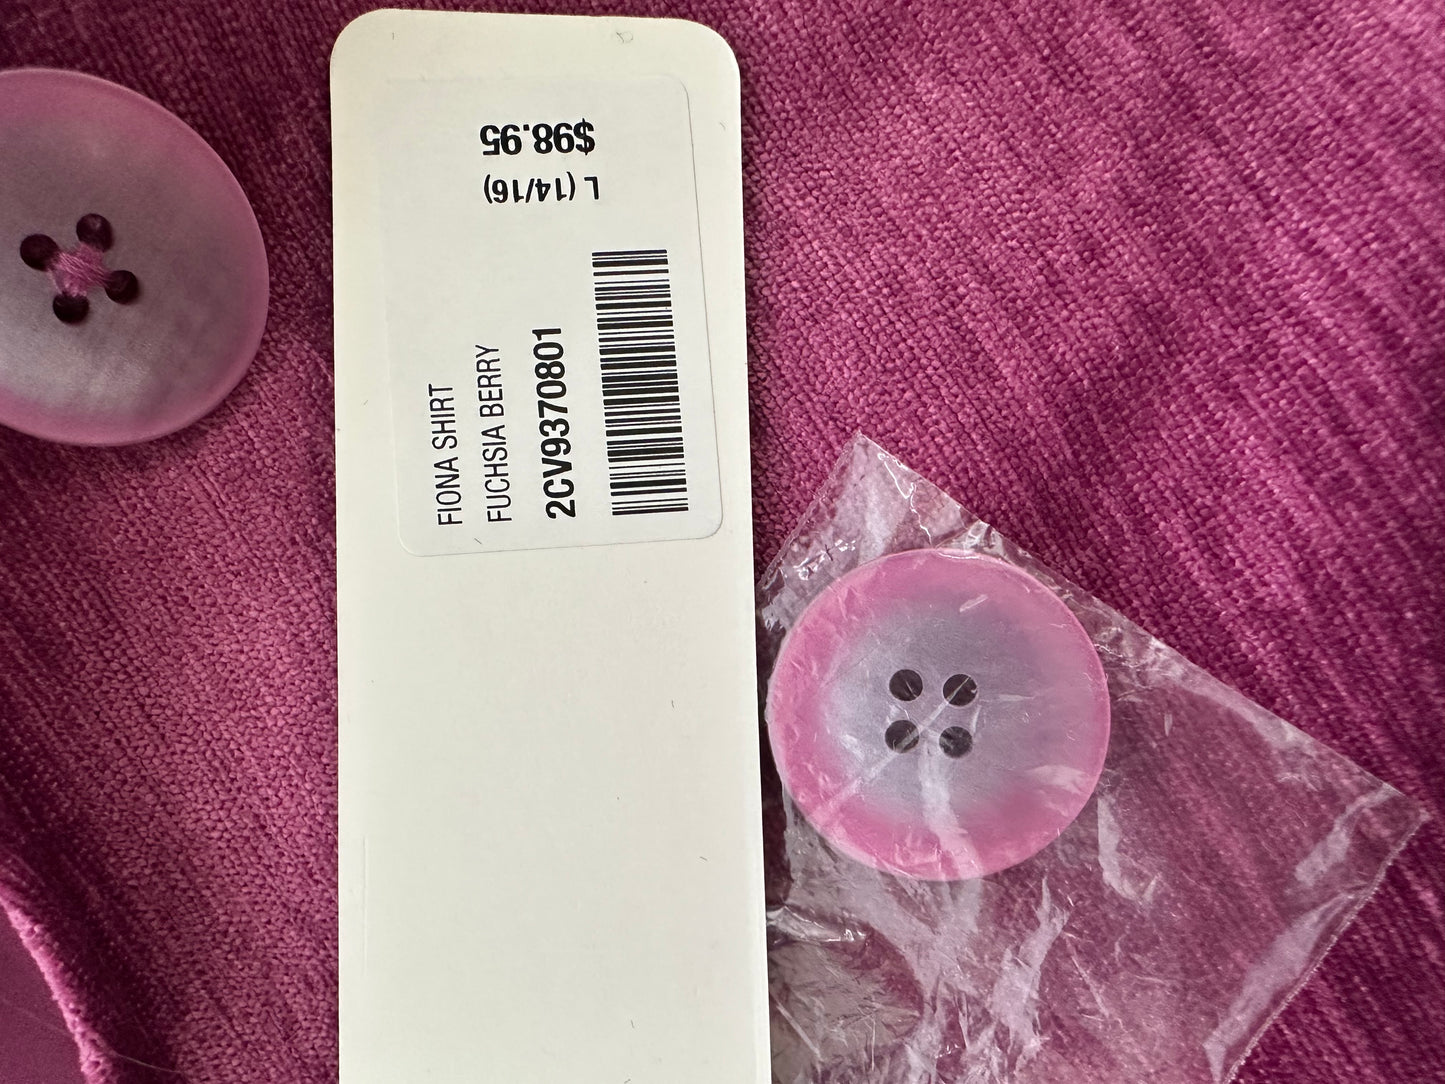 $98.95
L (14/16)
FIONA SHIRT
FUCHSIA BERRY
2CV9370801